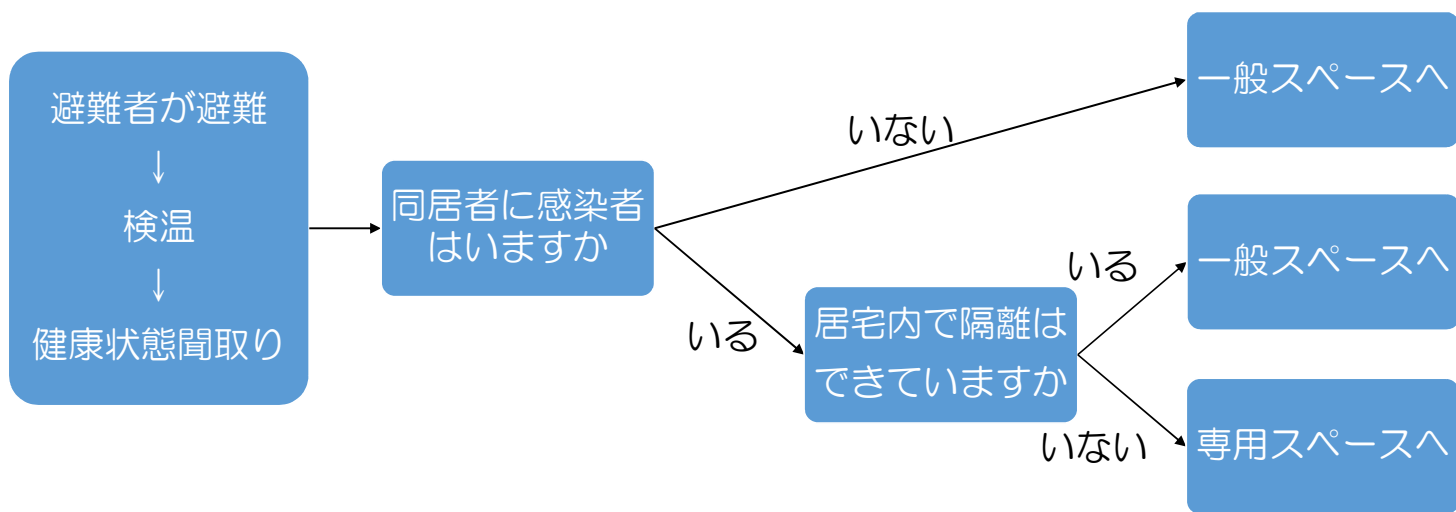 避難者が避難
↓
検温
↓
健康状態聞取り
同居者に感染者
はいますか
いない
一般スペースへ
いる
居宅内で隔離は
できていますか
いる
一般スペースへ
いない
専用スペースへ